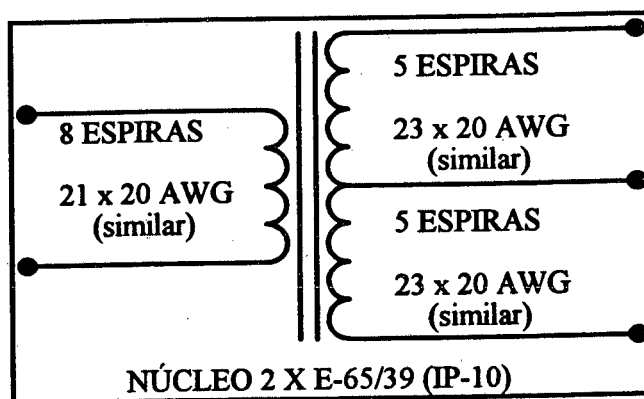 5 ESPIRAS
8 ESPIRAS
23 x 20 AWG
(similar)
21 x 20 AWG
(similar)
5 ESPIRAS
23 x 20 AWG
(similar)
NÚCLEO 2 X E-65/39 (IP-10)